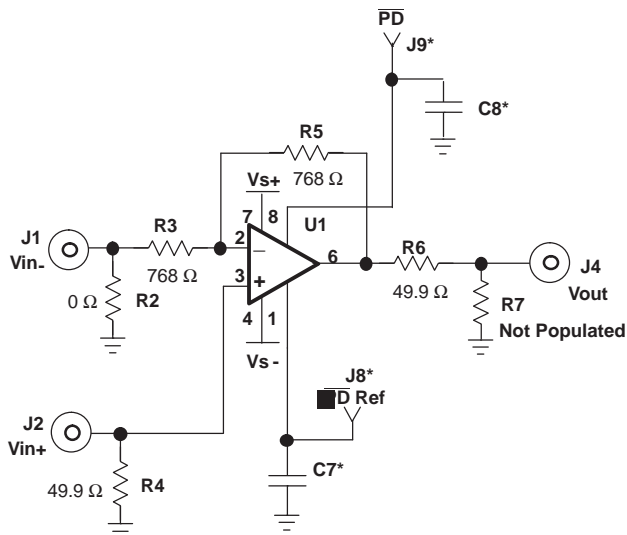 PD
J9*
C8*
R5
768 Ω
Vs+
7 8
U1
J1
Vin-
R3
768 Ω
2
–
3
+
6
R6
49.9 Ω
J4
Vout
0 Ω
R2
4 1
Vs-
R7
Not Populated
J8*
PD Ref
J2
Vin+
C7*
49.9 Ω
R4